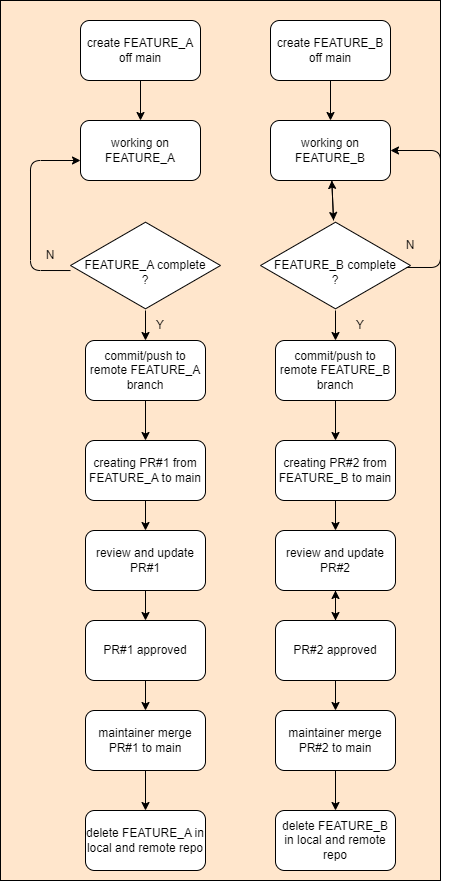 create FEATURE_A
off main
working on
FEATURE_A
N
FEATURE_A complete
?
Y
commit/push to
remote FEATURE_A
branch
creating PR#1 from
FEATURE_A to main
review and update
PR#1
PR#1 approved
maintainer merge
PR#1 to main
delete FEATURE_A in
local and remote repo
create FEATURE_B
off main
working on
FEATURE_B
N
FEATURE_B complete
?
Y
commit/push to
remote FEATURE_B
branch
creating PR#2 from
FEATURE_B to main
review and update
PR#2
PR#2 approved
maintainer merge
PR#2 to main
delete FEATURE_B
in local and remote
repo